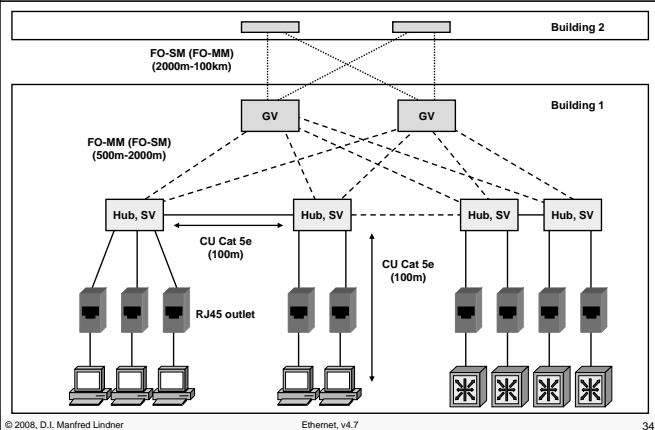 Building 2
FO-SM (FO-MM)
(2000m-100km)
Building 1
GV
GV
FO-MM (FO-SM)
(500m-2000m)
Hub, SV
Hub, SV
Hub, SV
Hub, SV
CU Cat 5e
(100m)
CU Cat 5e
(100m)
RJ45 outlet
© 2008, D.I. Manfred Lindner
Ethernet, v4.7
34